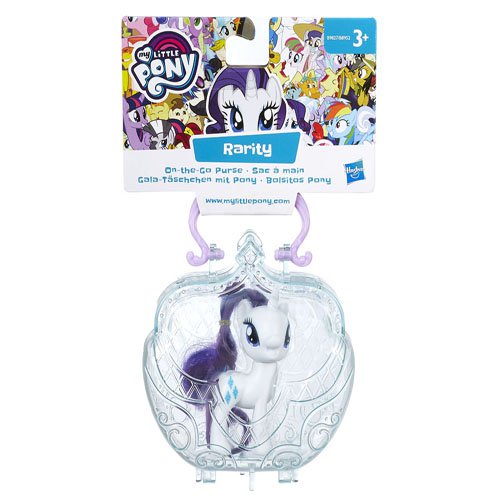 my LITTLE PONY
B9827AS00
3+
Rarity
On-the-Go Purse • Sac à main
Gala-Täschchen mit Pony • Bolsitos Pony
www.mylittlepony.com
Hasbro